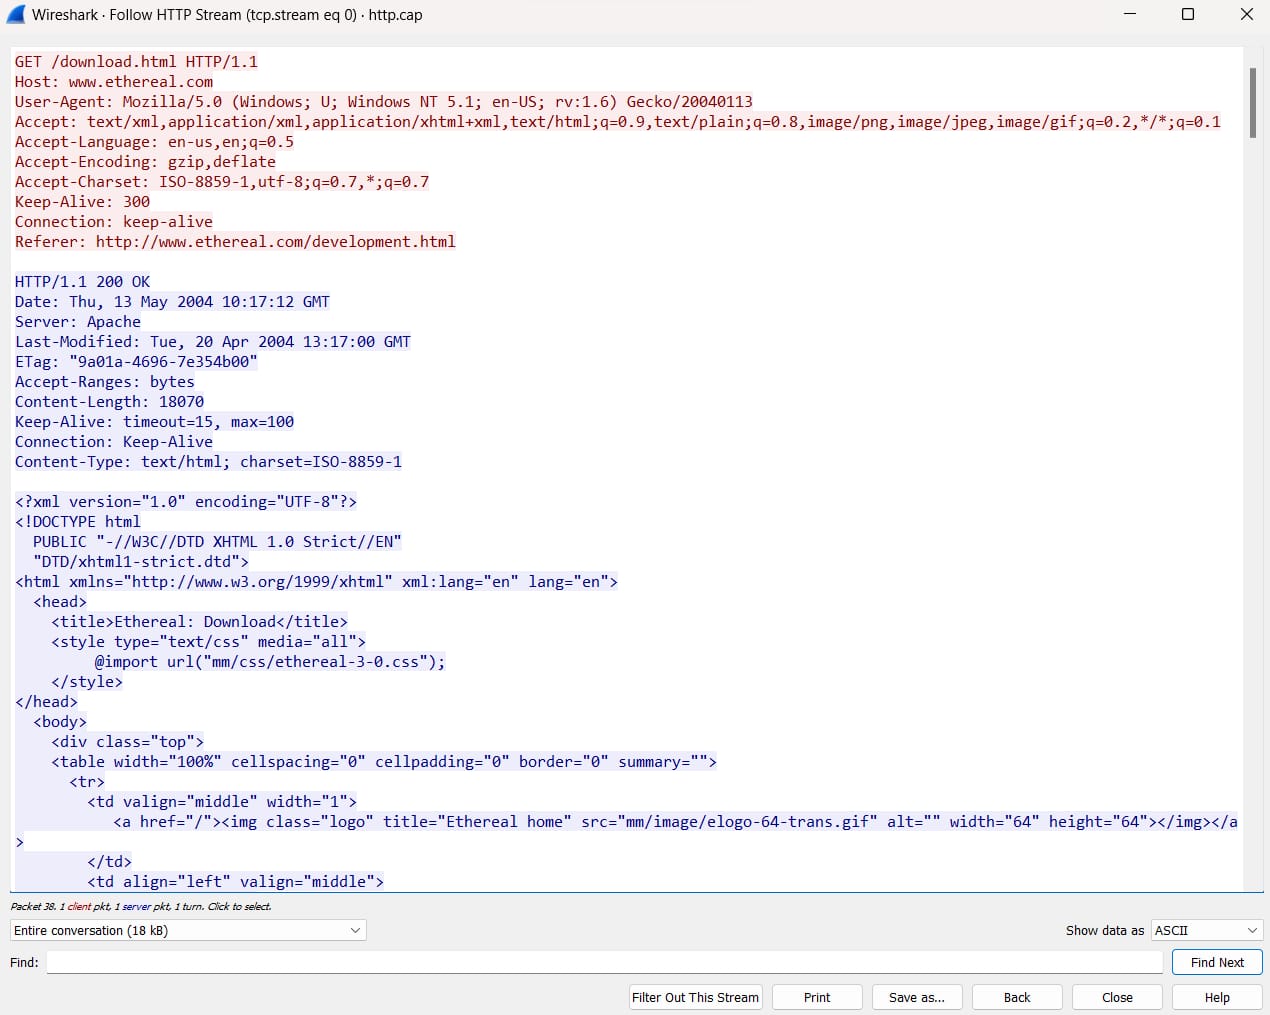 Wireshark · Follow HTTP Stream (tcp.stream eq 0) · http.cap
GET /download.html HTTP/1.1
Host: www.ethereal.com
User-Agent: Mozilla/5.0 (Windows; U; Windows NT 5.1; en-US; rv:1.6) Gecko/20040113
Accept: text/xml,application/xml,application/xhtml+xml,text/html;q=0.9,text/plain;q=0.8,image/png,image/jpeg,image/gif;q=0.2,*/*;q=0.1
Accept-Language: en-us,en;q=0.5
Accept-Encoding: gzip,deflate
Accept-Charset: ISO-8859-1,utf-8;q=0.7,*;q=0.7
Keep-Alive: 300
Connection: keep-alive
Referer: http://www.ethereal.com/development.html
HTTP/1.1 200 OK
Date: Thu, 13 May 2004 10:17:12 GMT
Server: Apache
Last-Modified: Tue, 20 Apr 2004 13:17:00 GMT
ETag: "9a01a-4696-7e354b00"
Accept-Ranges: bytes
Content-Length: 18070
Keep-Alive: timeout=15, max=100
Connection: Keep-Alive
Content-Type: text/html; charset=ISO-8859-1
<?xml version="1.0" encoding="UTF-8"?>
<!DOCTYPE html
  PUBLIC "-//W3C//DTD XHTML 1.0 Strict//EN"
  "DTD/xhtml1-strict.dtd">
<html xmlns="http://www.w3.org/1999/xhtml" xml:lang="en" lang="en">
  <head>
    <title>Ethereal: Download</title>
    <style type="text/css" media="all">
         @import url("mm/css/ethereal-3-0.css");
    </style>
</head>
  <body>
    <div class="top">
    <table width="100%" cellspacing="0" cellpadding="0" border="0" summary="">
      <tr>
        <td valign="middle" width="1">
           <a href="/"><img class="logo" title="Ethereal home" src="mm/image/elogo-64-trans.gif" alt="" width="64" height="64"></img></a
>
        </td>
        <td align="left" valign="middle">
Packet 38. 1 client pkt, 1 server pkt, 1 turn. Click to select.
Entire conversation (18 kB)
Show data as ASCII
Find:
Find Next
Filter Out This Stream
Print
Save as...
Back
Close
Help